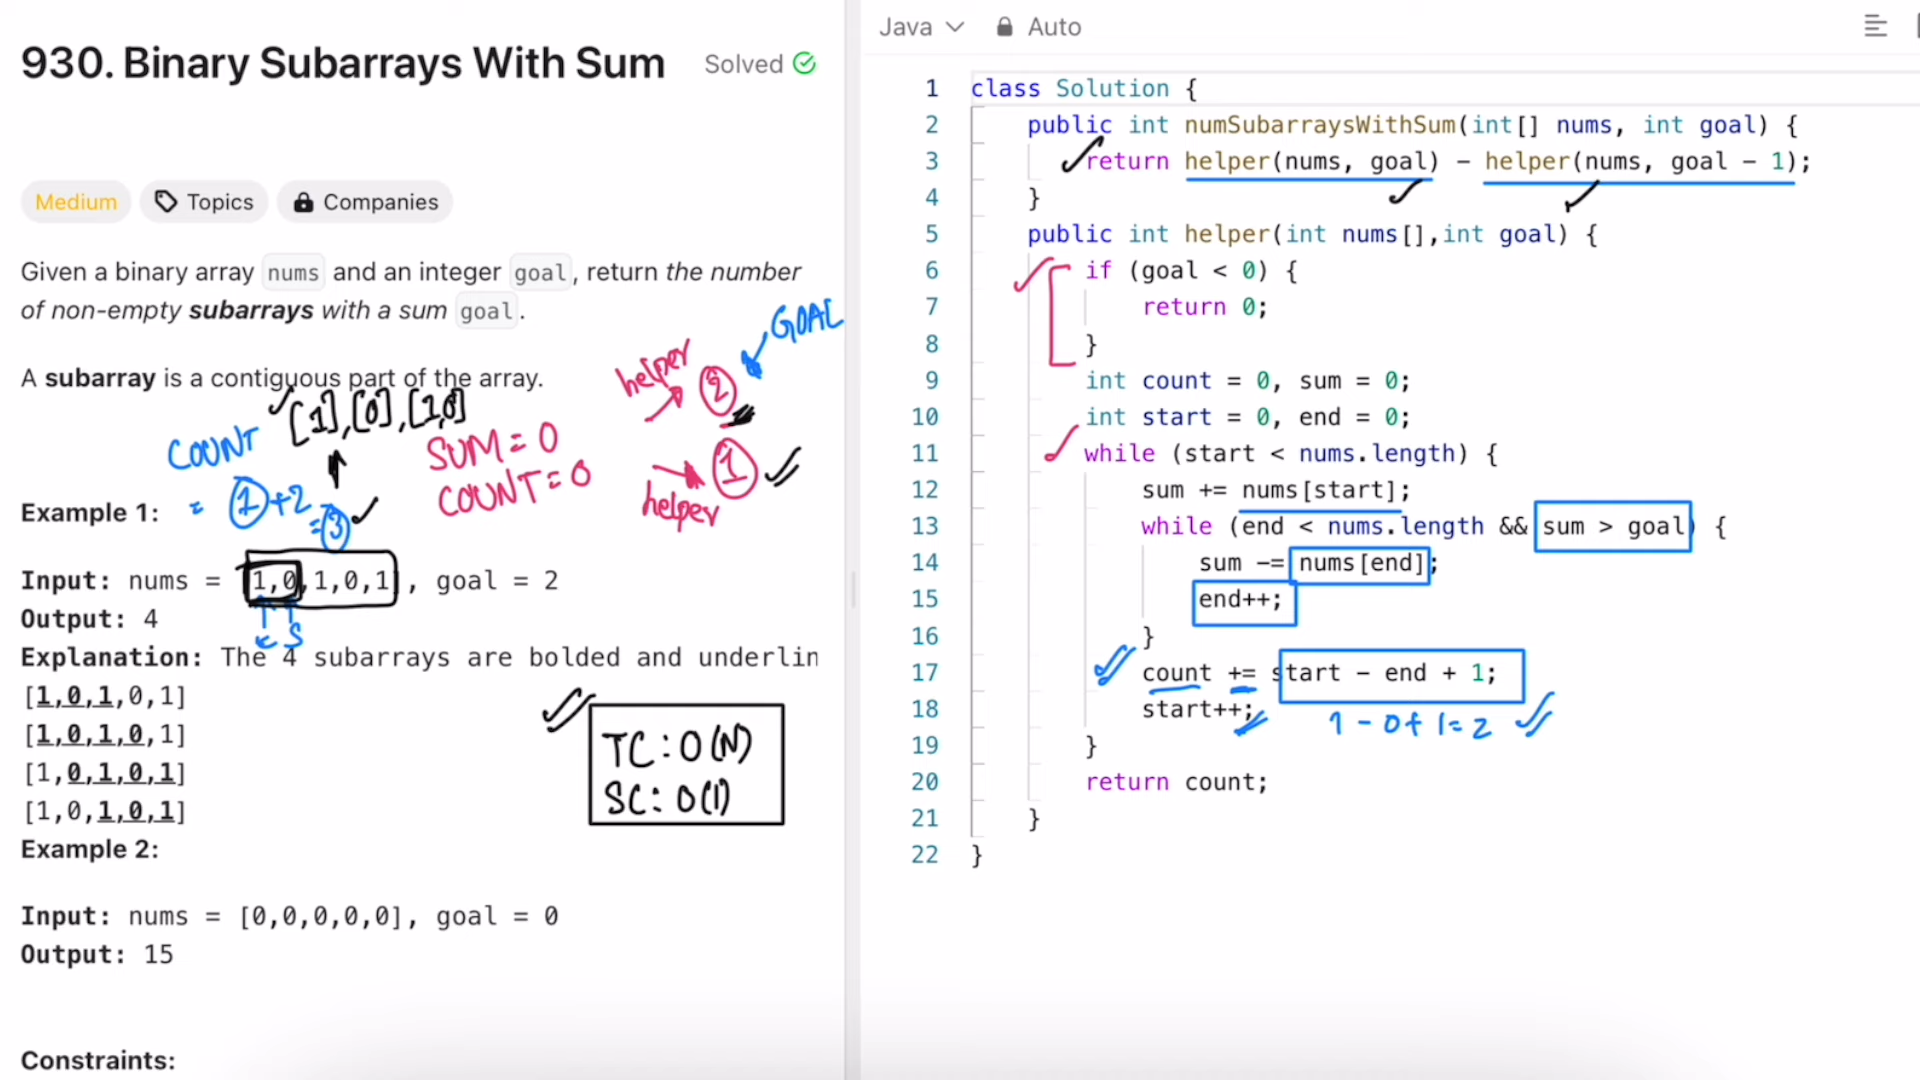 930. Binary Subarrays With Sum
Solved
Medium
Topics
Companies
Given a binary array nums and an integer goal, return the number
of non-empty subarrays with a sum goal.
A subarray is a contiguous part of the array.
[1],[0],[1,0]
COUNT
= 1+2
=3
SUM = 0
COUNT = 0
helper
2
GOAL
1
helper
Example 1:
Input: nums = [1,0,1,0,1], goal = 2
E S
Output: 4
Explanation: The 4 subarrays are bolded and underlin
[1,0,1,0,1]
[1,0,1,0,1]
[1,0,1,0,1]
[1,0,1,0,1]
TC: O(N)
SC: O(1)
Example 2:
Input: nums = [0,0,0,0,0], goal = 0
Output: 15
Constraints:
Java
Auto
1 class Solution {
2 public int numSubarraysWithSum(int[] nums, int goal) {
3 return helper(nums, goal) - helper(nums, goal - 1);
4 }
5 public int helper(int nums[],int goal) {
6 if (goal < 0) {
7 return 0;
8 }
9 int count = 0, sum = 0;
10 int start = 0, end = 0;
11 while (start < nums.length) {
12 sum += nums[start];
13 while (end < nums.length && sum > goal) {
14 sum -= nums[end];
15 end++;
16 }
17 count += start - end + 1;
18 start++;
1 - 0 + 1 = 2
19 }
20 return count;
21 }
22 }